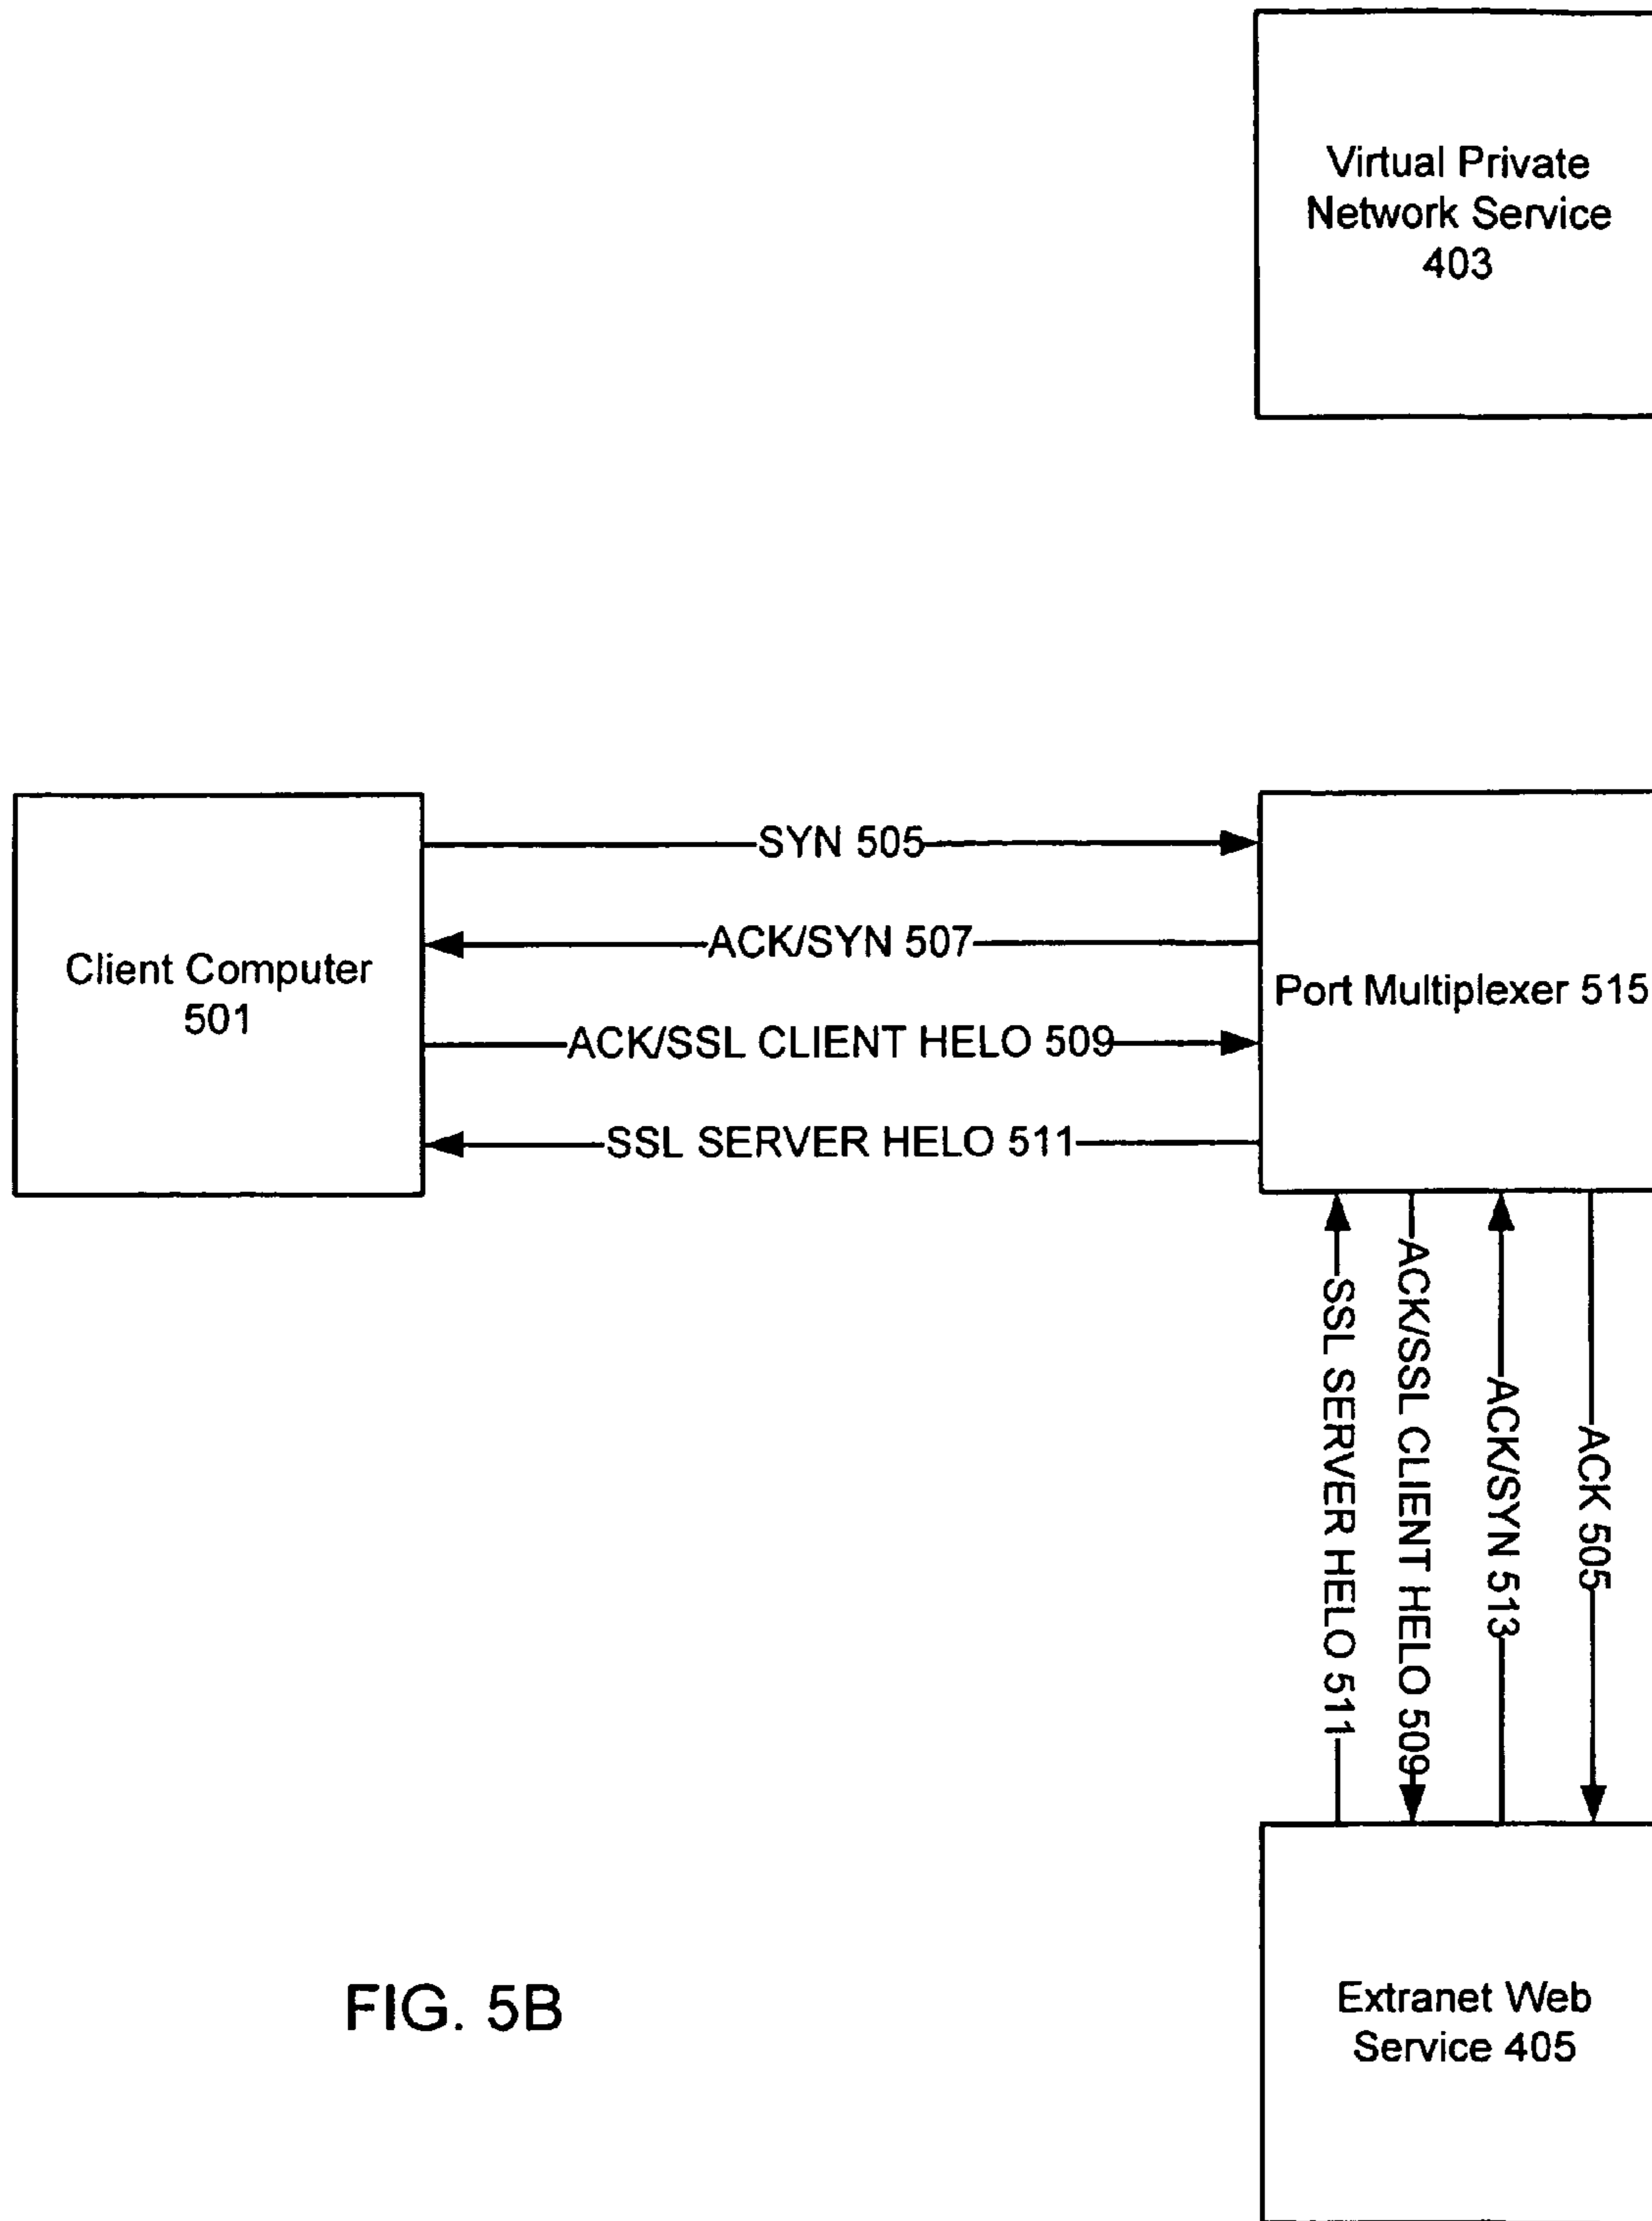 Virtual Private
Network Service
403
Client Computer
501
SYN 505
ACK/SYN 507
ACK/SSL CLIENT HELO 509
SSL SERVER HELO 511
Port Multiplexer 515
SSL SERVER HELO 511
ACK/SSL CLIENT HELO 509
ACK/SYN 513
ACK 505
Extranet Web
Service 405
FIG. 5B